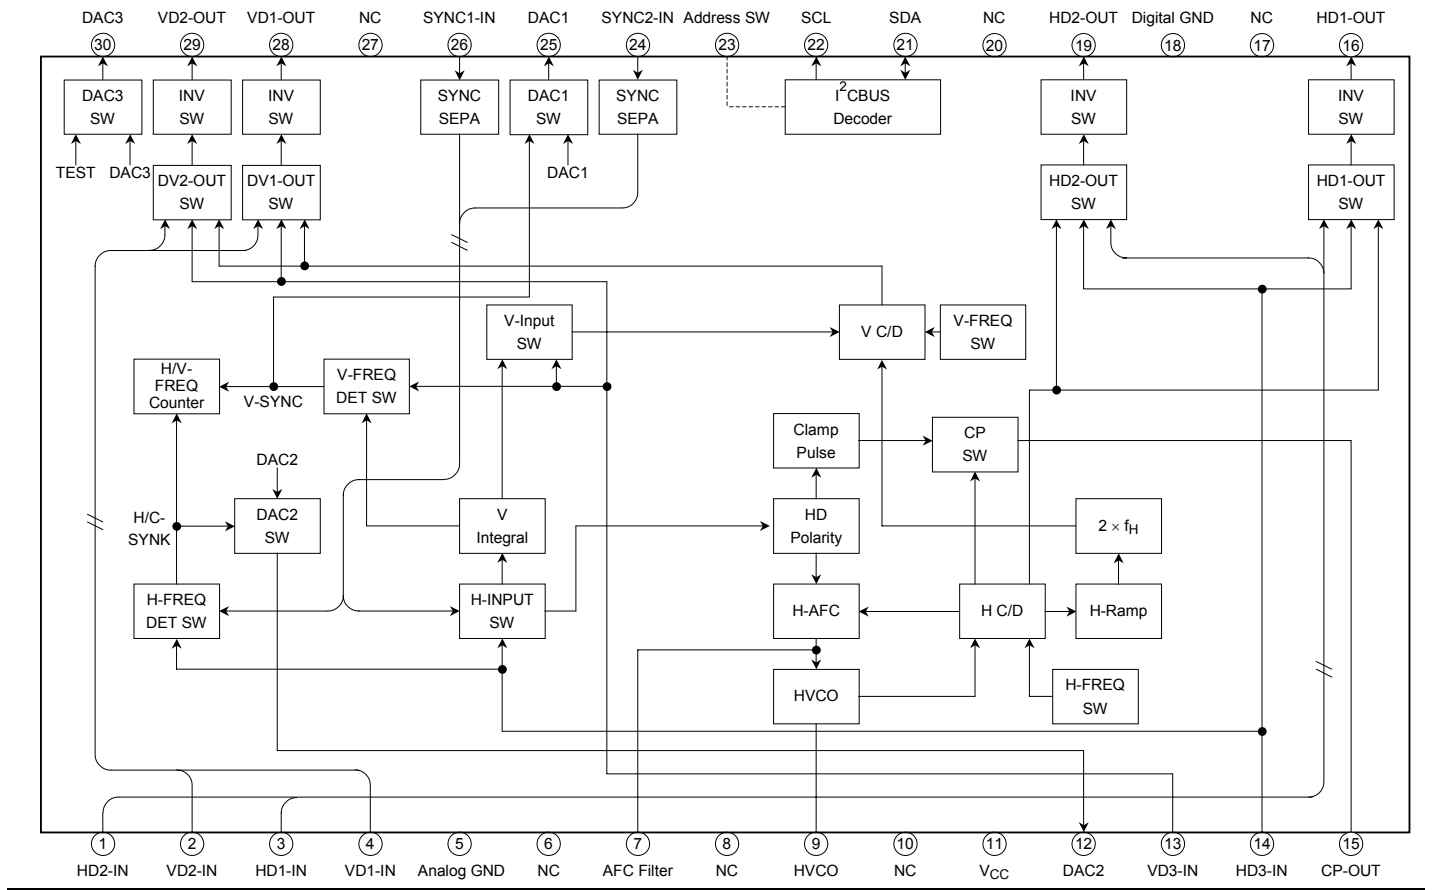 DAC3 VD2-OUT VD1-OUT NC SYNC1-IN DAC1 SYNC2-IN Address SW SCL SDA NC HD2-OUT Digital GND NC HD1-OUT
30 29 28 27 26 25 24 23 22 21 20 19 18 17 16
DAC3 SW
INV SW
INV SW
SYNC SEPA
DAC1 SW
SYNC SEPA
I²CBUS Decoder
INV SW
INV SW
TEST
DAC3
DAC1
DV2-OUT SW
DV1-OUT SW
HD2-OUT SW
HD1-OUT SW
V-Input SW
V C/D
V-FREQ SW
H/V-FREQ Counter
V-SYNC
V-FREQ DET SW
Clamp Pulse
CP SW
DAC2
H/C-SYNK
DAC2 SW
V Integral
HD Polarity
2 × fH
H-FREQ DET SW
H-INPUT SW
H-AFC
H C/D
H-Ramp
HVCO
H-FREQ SW
1 2 3 4 5 6 7 8 9 10 11 12 13 14 15
HD2-IN VD2-IN HD1-IN VD1-IN Analog GND NC AFC Filter NC HVCO NC VCC DAC2 VD3-IN HD3-IN CP-OUT